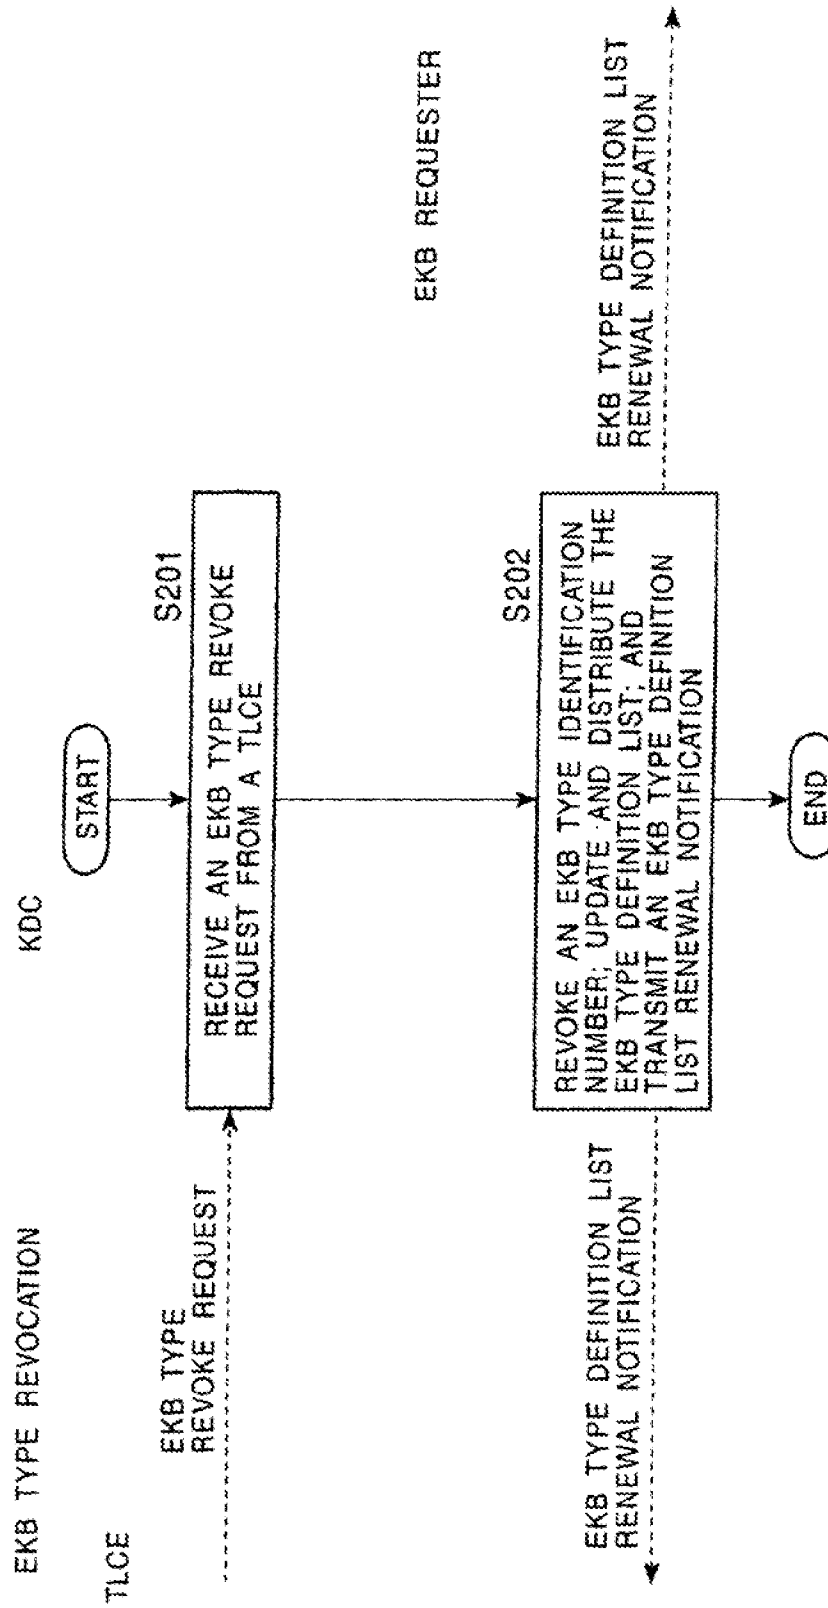 EKB TYPE REVOCATION
TLCE
KDC
EKB REQUESTER
START
EKB TYPE
REVOKE REQUEST
S201
RECEIVE AN EKB TYPE REVOKE
REQUEST FROM A TLCE
S202
REVOKE AN EKB TYPE IDENTIFICATION
NUMBER; UPDATE AND DISTRIBUTE THE
EKB TYPE DEFINITION LIST; AND
TRANSMIT AN EKB TYPE DEFINITION
LIST RENEWAL NOTIFICATION
EKB TYPE DEFINITION LIST
RENEWAL NOTIFICATION
EKB TYPE DEFINITION LIST
RENEWAL NOTIFICATION
END